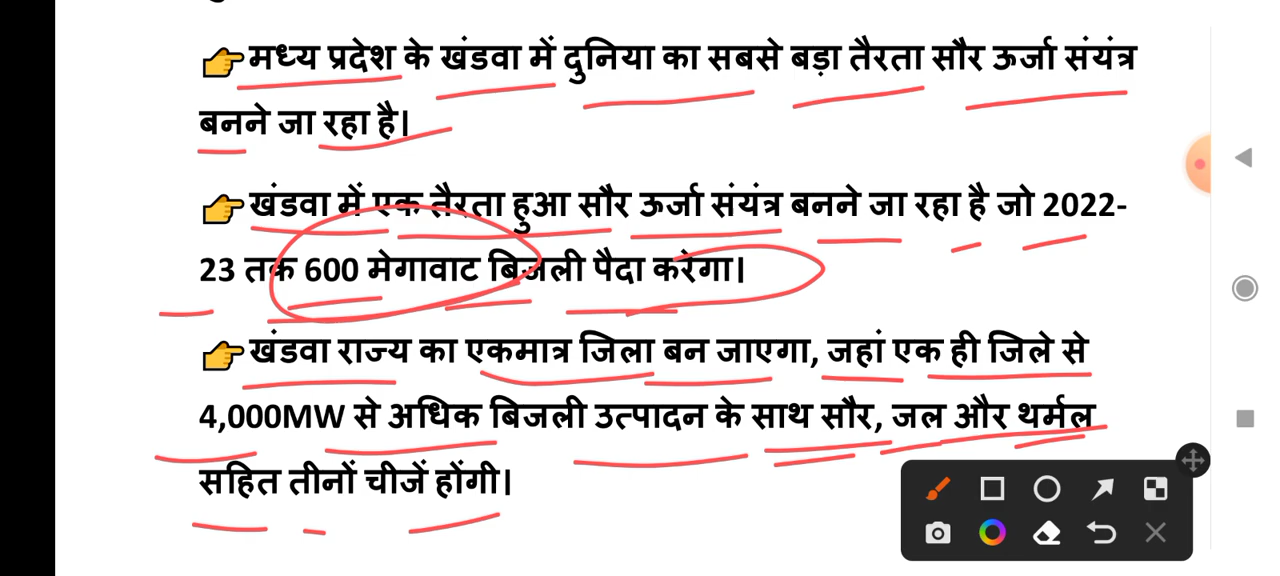 👉मध्य प्रदेश के खंडवा में दुनिया का सबसे बड़ा तैरता सौर ऊर्जा संयंत्र
बनने जा रहा है।
👉खंडवा में एक तैरता हुआ सौर ऊर्जा संयंत्र बनने जा रहा है जो 2022-
23 तक 600 मेगावाट बिजली पैदा करेगा।
👉खंडवा राज्य का एकमात्र जिला बन जाएगा, जहां एक ही जिले से
4,000MW से अधिक बिजली उत्पादन के साथ सौर, जल और थर्मल
सहित तीनों चीजें होंगी।